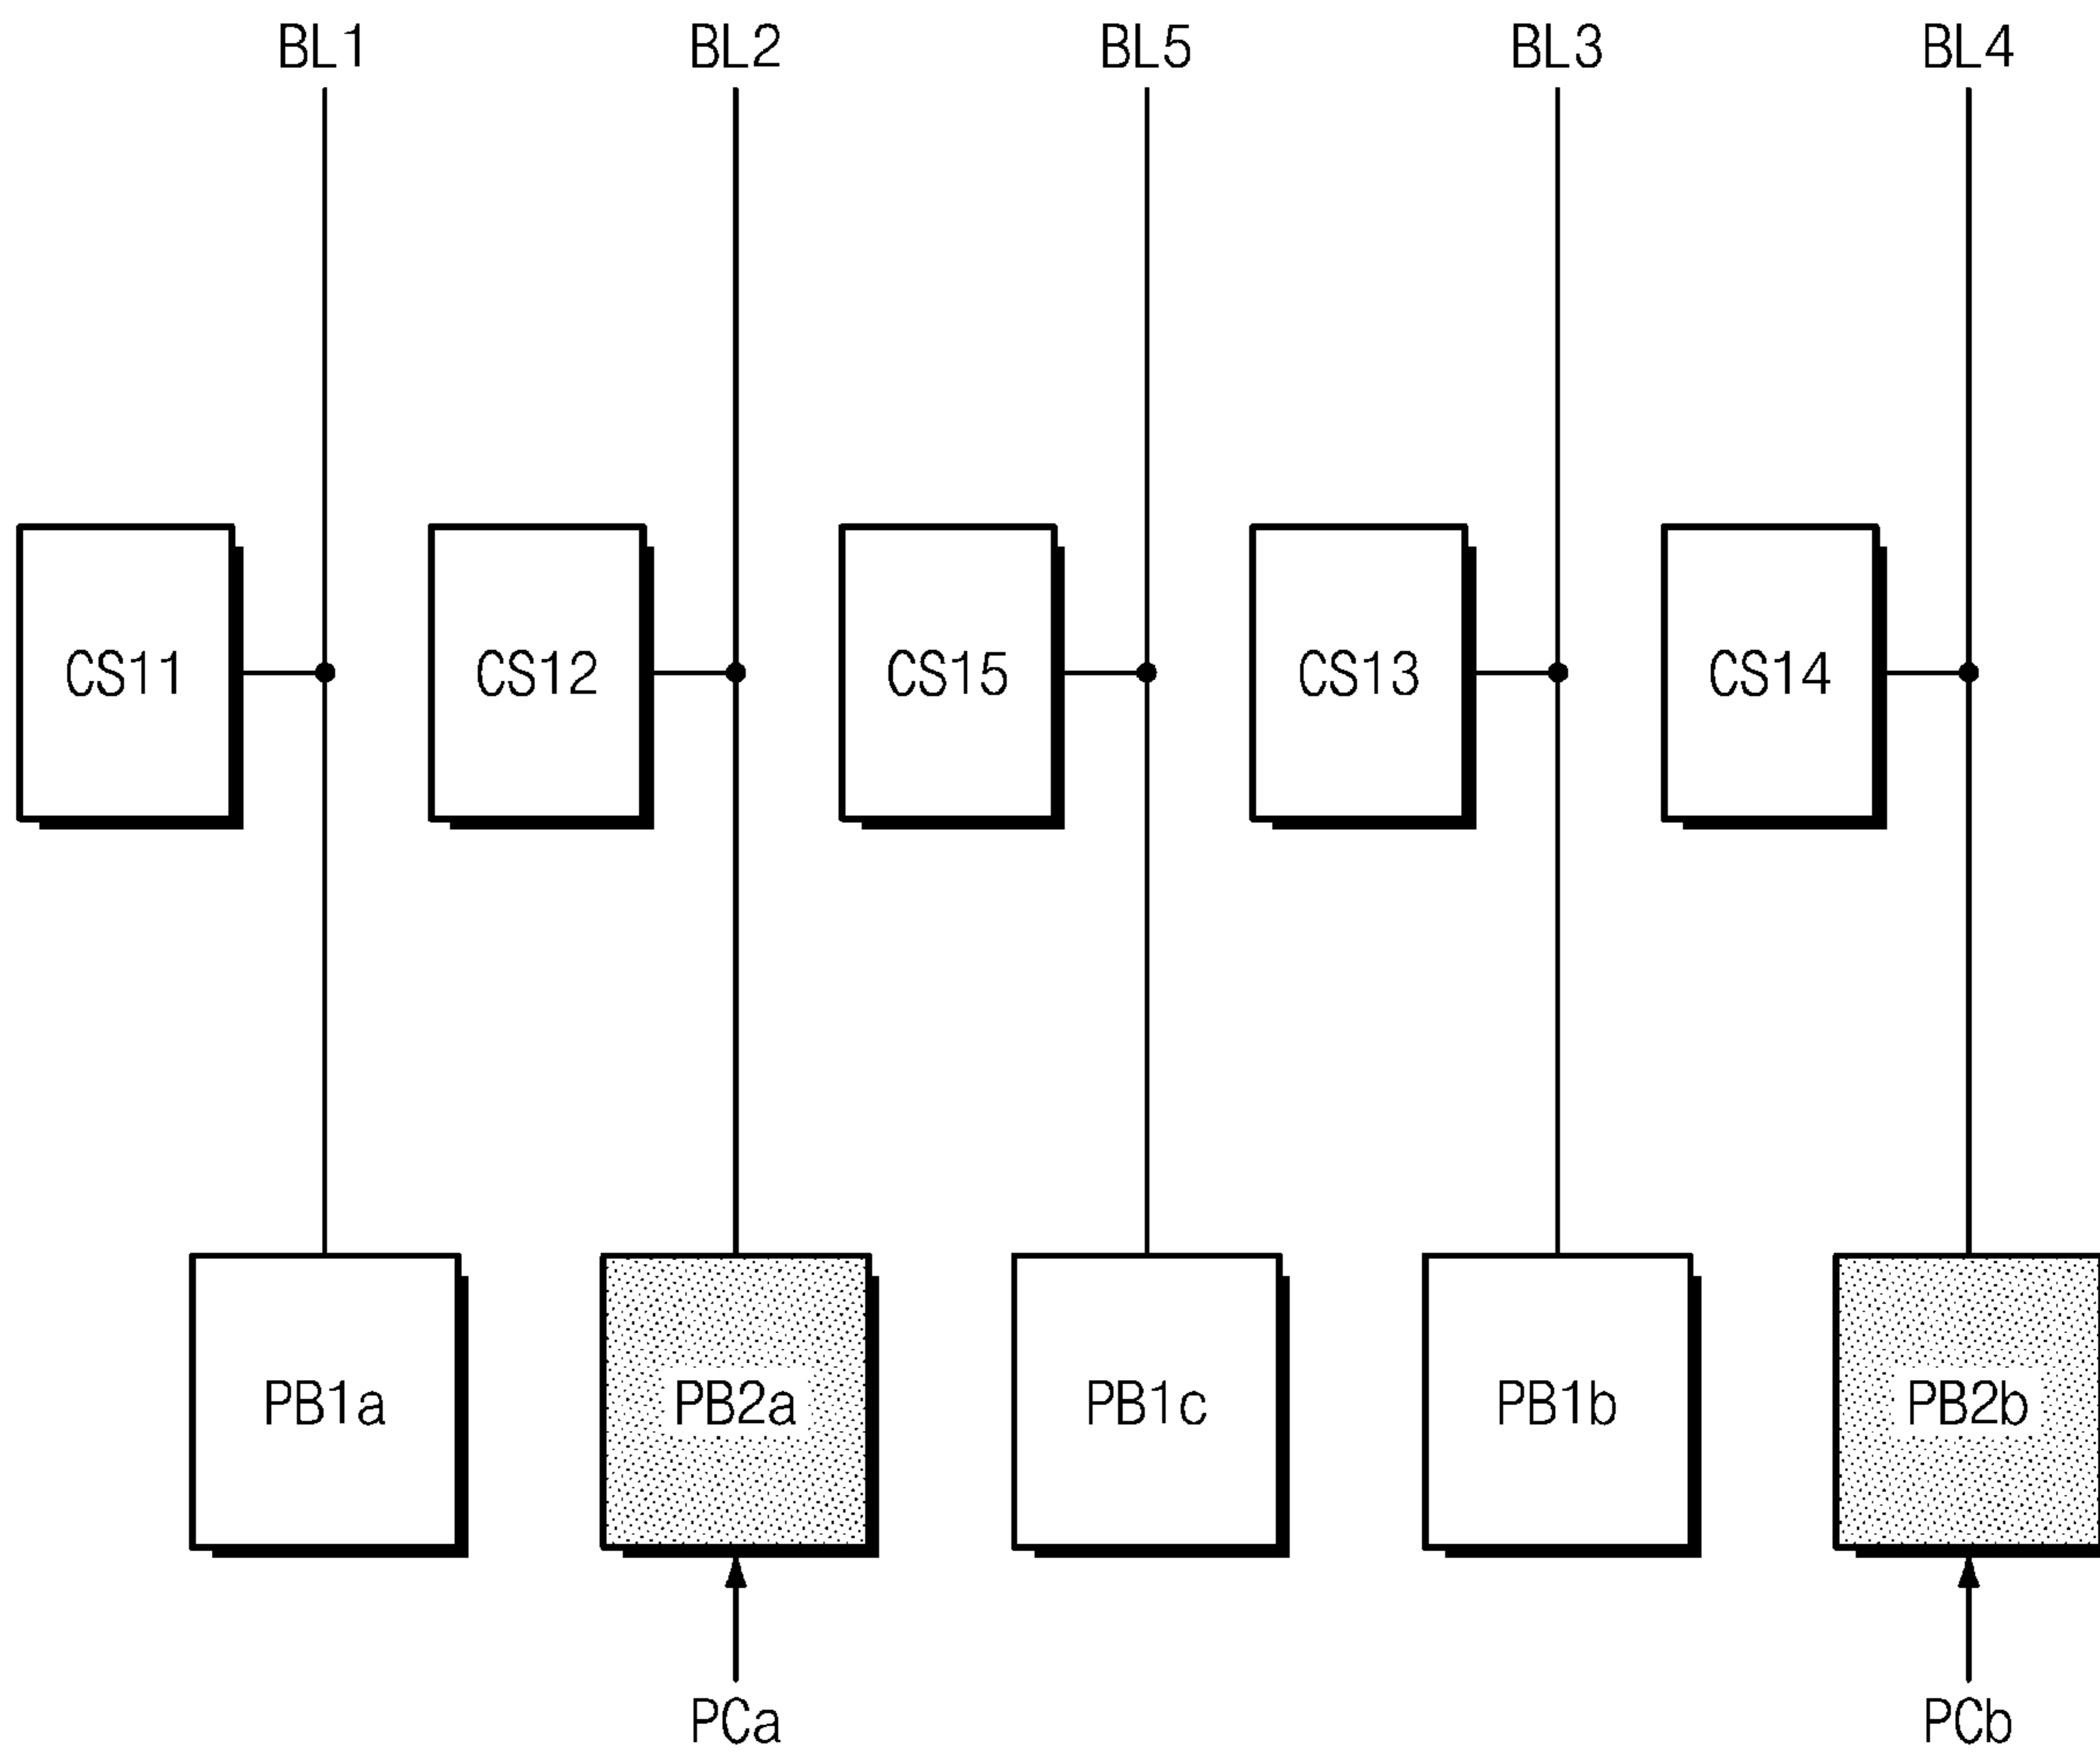 BL1 BL2 BL5 BL3 BL4
CS11 CS12 CS15 CS13 CS14
PB1a PB2a PB1c PB1b PB2b
PCa PCb